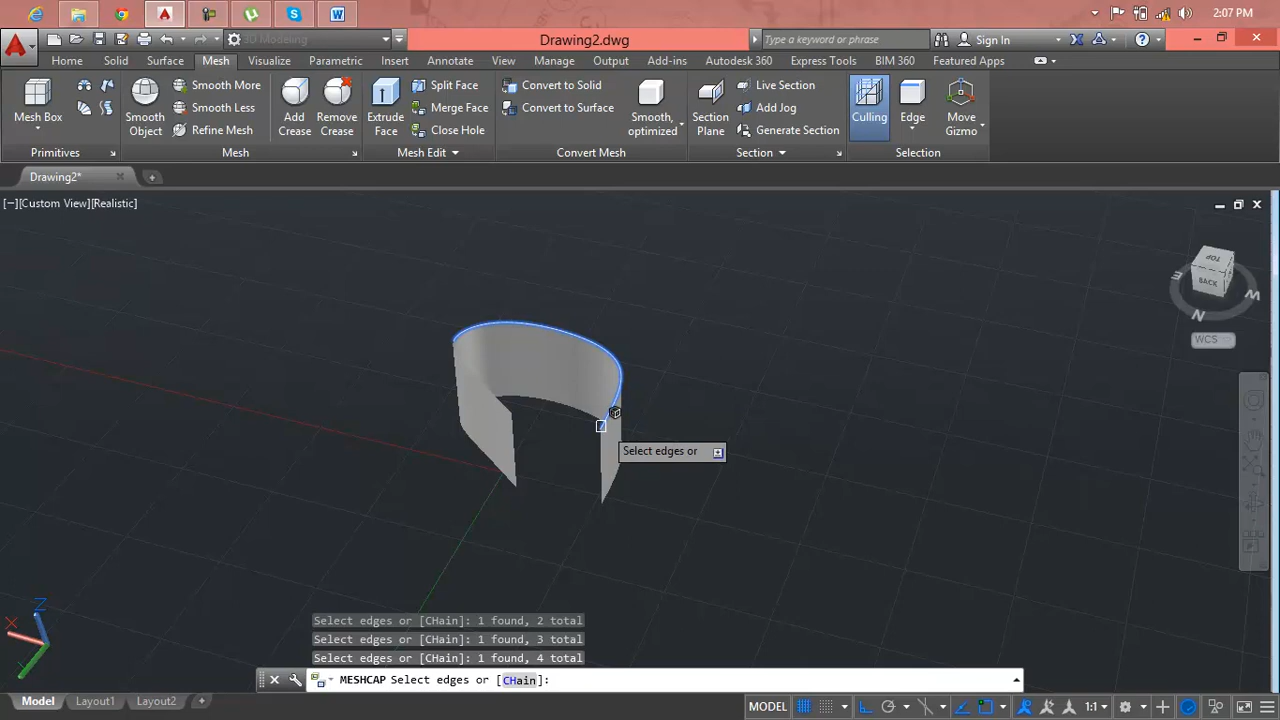 2:07 PM
3D Modeling
Drawing2.dwg
Type a keyword or phrase
Sign In
Home Solid Surface Mesh Visualize Parametric Insert Annotate View Manage Output Add-ins Autodesk 360 Express Tools BIM 360 Featured Apps
Mesh Box
Smooth Object
Smooth More
Smooth Less
Refine Mesh
Add Crease
Remove Crease
Extrude Face
Split Face
Merge Face
Close Hole
Convert to Solid
Convert to Surface
Smooth, optimized
Section Plane
Live Section
Add Jog
Generate Section
Culling
Edge
Move Gizmo
Primitives
Mesh
Mesh Edit
Convert Mesh
Section
Selection
Drawing2*
[−][Custom View][Realistic]
TOP
BACK
E
W
N
WCS
Select edges or
Z
X
Y
Select edges or [CHain]: 1 found, 2 total
Select edges or [CHain]: 1 found, 3 total
Select edges or [CHain]: 1 found, 4 total
MESHCAP Select edges or [CHain]:
Model Layout1 Layout2
MODEL
1:1